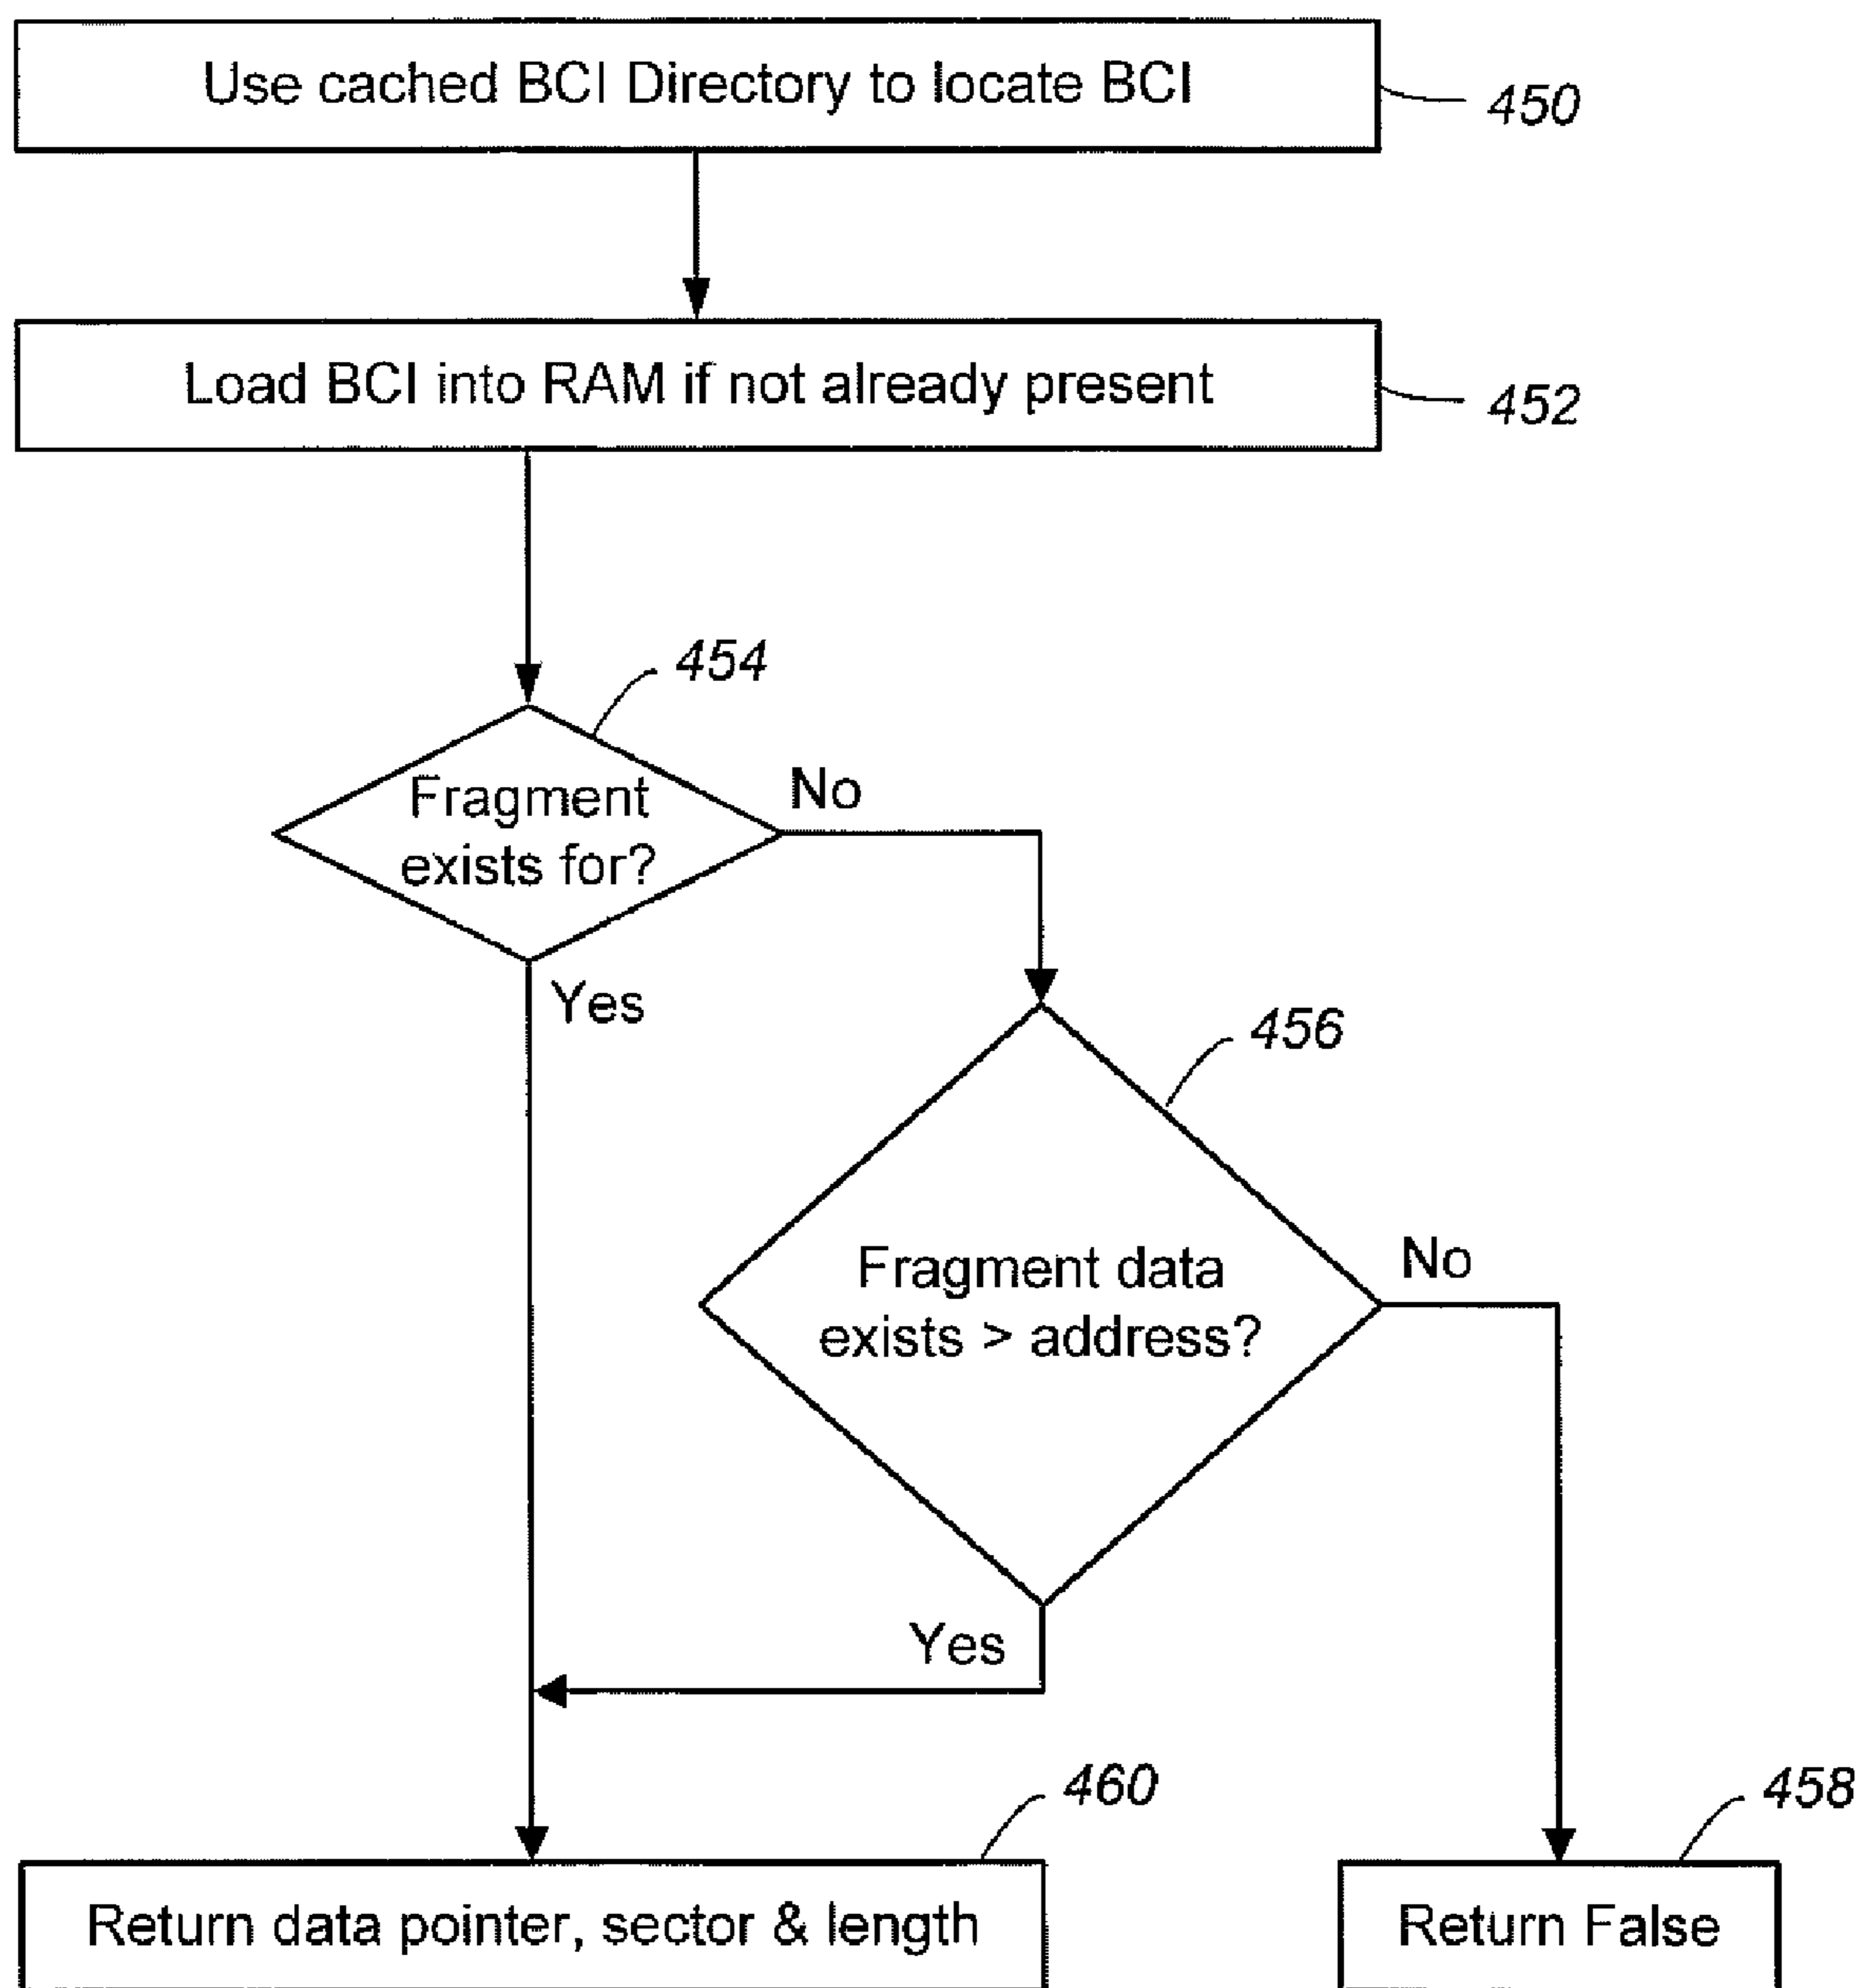 Use cached BCI Directory to locate BCI
450
Load BCI into RAM if not already present
452
454
Fragment
exists for?
No
Yes
456
Fragment data
exists > address?
No
Yes
460
458
Return data pointer, sector & length
Return False